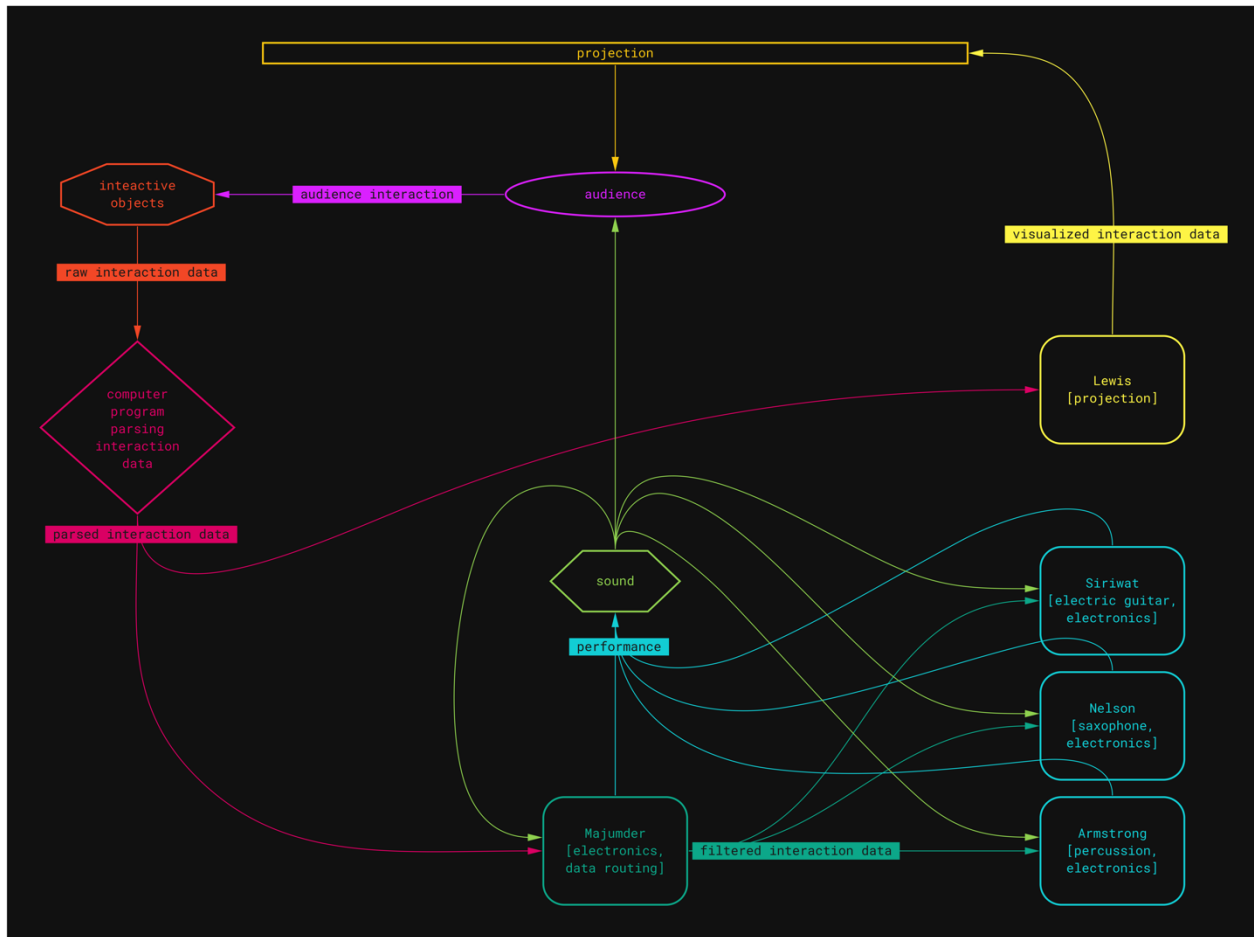 projection
inteactive
objects
audience interaction
audience
visualized interaction data
raw interaction data
computer
program
parsing
interaction
data
Lewis
[projection]
parsed interaction data
sound
Siriwat
[electric guitar,
electronics]
performance
Nelson
[saxophone,
electronics]
Majumder
[electronics,
data routing]
filtered interaction data
Armstrong
[percussion,
electronics]